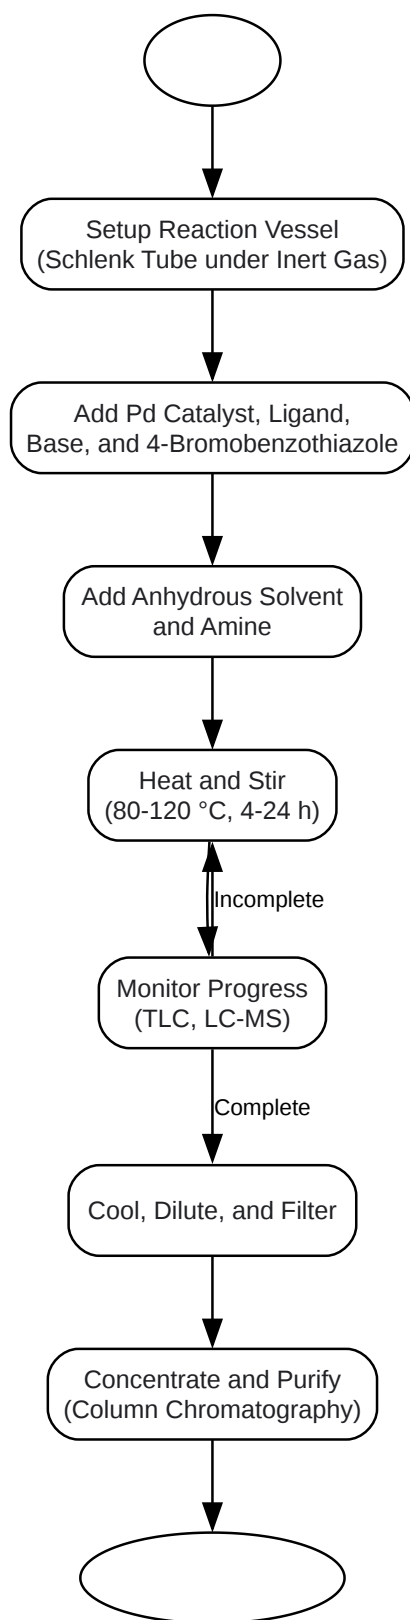 Setup Reaction Vessel
(Schlenk Tube under Inert Gas)
Add Pd Catalyst, Ligand,
Base, and 4-Bromobenzothiazole
Add Anhydrous Solvent
and Amine
Heat and Stir
(80-120 °C, 4-24 h)
Incomplete
Monitor Progress
(TLC, LC-MS)
Complete
Cool, Dilute, and Filter
Concentrate and Purify
(Column Chromatography)